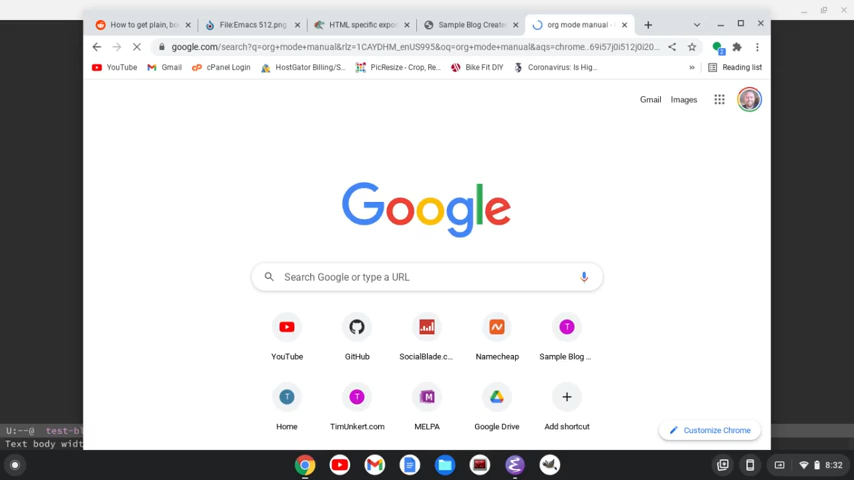 How to get plain, bo
File:Emacs 512.png
HTML specific expor
Sample Blog Create
org mode manual -
google.com/search?q=org+mode+manual&rlz=1CAYDHM_enUS995&oq=org+mode+manual&aqs=chrome..69i57j0i512j0i20...
YouTube
Gmail
cPanel Login
HostGator Billing/S...
PicResize - Crop, Re...
Bike Fit DIY
Coronavirus: Is Hig...
»
Reading list
Gmail Images
Google
Search Google or type a URL
YouTube GitHub SocialBlade.c... Namecheap Sample Blog ...
Home TimUnkert.com MELPA Google Drive Add shortcut
Customize Chrome
U:--@ test-bl
Text body widt
8:32